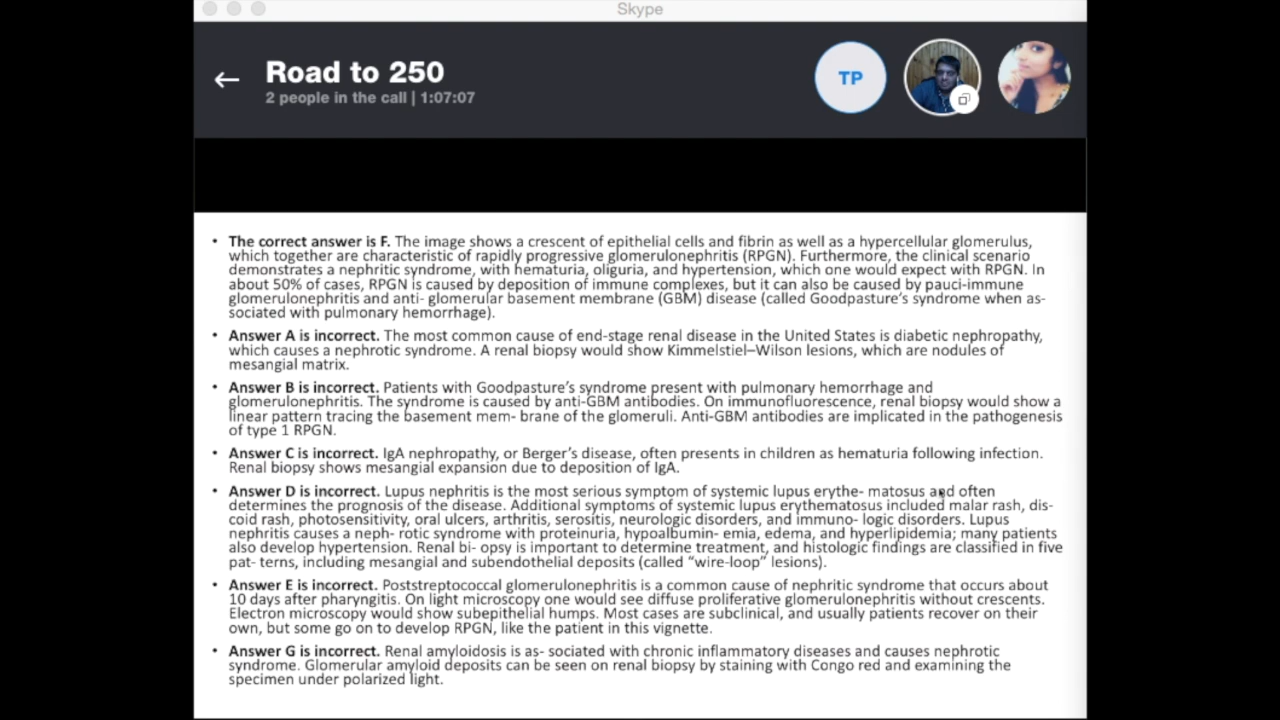 Skype
Road to 250
2 people in the call | 1:07:07
TP
• The correct answer is F. The image shows a crescent of epithelial cells and fibrin as well as a hypercellular glomerulus,
which together are characteristic of rapidly progressive glomerulonephritis (RPGN). Furthermore, the clinical scenario
demonstrates a nephritic syndrome, with hematuria, oliguria, and hypertension, which one would expect with RPGN. In
about 50% of cases, RPGN is caused by deposition of immune complexes, but it can also be caused by pauci-immune
glomerulonephritis and anti- glomerular basement membrane (GBM) disease (called Goodpasture's syndrome when as-
sociated with pulmonary hemorrhage).
• Answer A is incorrect. The most common cause of end-stage renal disease in the United States is diabetic nephropathy,
which causes a nephrotic syndrome. A renal biopsy would show Kimmelstiel–Wilson lesions, which are nodules of
mesangial matrix.
• Answer B is incorrect. Patients with Goodpasture's syndrome present with pulmonary hemorrhage and
glomerulonephritis. The syndrome is caused by anti-GBM antibodies. On immunofluorescence, renal biopsy would show a
linear pattern tracing the basement mem- brane of the glomeruli. Anti-GBM antibodies are implicated in the pathogenesis
of type 1 RPGN.
• Answer C is incorrect. IgA nephropathy, or Berger's disease, often presents in children as hematuria following infection.
Renal biopsy shows mesangial expansion due to deposition of IgA.
• Answer D is incorrect. Lupus nephritis is the most serious symptom of systemic lupus erythe- matosus and often
determines the prognosis of the disease. Additional symptoms of systemic lupus erythematosus included malar rash, dis-
coid rash, photosensitivity, oral ulcers, arthritis, serositis, neurologic disorders, and immuno- logic disorders. Lupus
nephritis causes a neph- rotic syndrome with proteinuria, hypoalbumin- emia, edema, and hyperlipidemia; many patients
also develop hypertension. Renal bi- opsy is important to determine treatment, and histologic findings are classified in five
pat- terns, including mesangial and subendothelial deposits (called “wire-loop” lesions).
• Answer E is incorrect. Poststreptococcal glomerulonephritis is a common cause of nephritic syndrome that occurs about
10 days after pharyngitis. On light microscopy one would see diffuse proliferative glomerulonephritis without crescents.
Electron microscopy would show subepithelial humps. Most cases are subclinical, and usually patients recover on their
own, but some go on to develop RPGN, like the patient in this vignette.
• Answer G is incorrect. Renal amyloidosis is as- sociated with chronic inflammatory diseases and causes nephrotic
syndrome. Glomerular amyloid deposits can be seen on renal biopsy by staining with Congo red and examining the
specimen under polarized light.